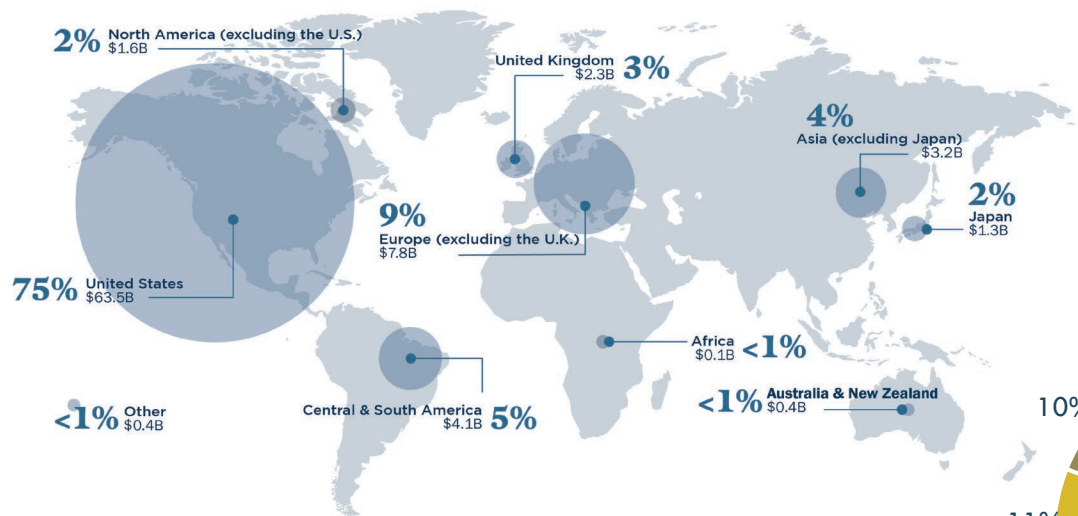 2% North America (excluding the U.S.)
$1.6B
United Kingdom 3%
$2.3B
4%
Asia (excluding Japan)
$3.2B
2%
Japan
$1.3B
9%
Europe (excluding the U.K.)
$7.8B
75% United States
$63.5B
Africa <1%
$0.1B
<1% Other
$0.4B
Central & South America 5%
$4.1B
<1% Australia & New Zealand
$0.4B
10%